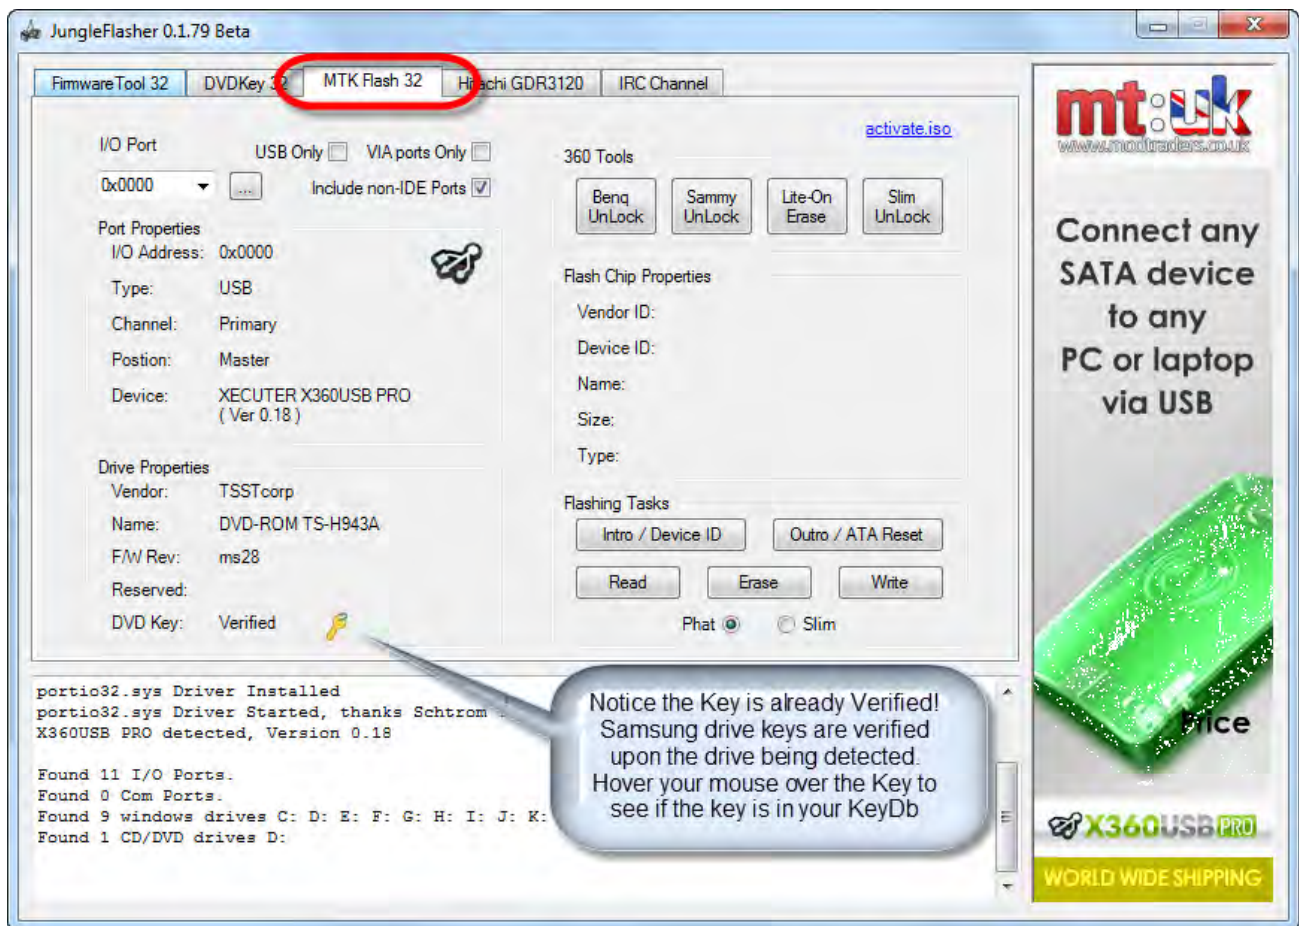 JungleFlasher 0.1.79 Beta
FirmwareTool 32 DVDKey 32 MTK Flash 32 Hitachi GDR3120 IRC Channel
activate.iso
I/O Port USB Only VIA ports Only
0x0000 ... Include non-IDE Ports
Port Properties
I/O Address: 0x0000
Type: USB
Channel: Primary
Postion: Master
Device: XECUTER X360USB PRO
( Ver 0.18 )
Drive Properties
Vendor: TSSTcorp
Name: DVD-ROM TS-H943A
F/W Rev: ms28
Reserved:
DVD Key: Verified
360 Tools
Benq UnLock Sammy UnLock Lite-On Erase Slim UnLock
Flash Chip Properties
Vendor ID:
Device ID:
Name:
Size:
Type:
Flashing Tasks
Intro / Device ID Outro / ATA Reset
Read Erase Write
Phat Slim
Notice the Key is already Verified!
Samsung drive keys are verified
upon the drive being detected.
Hover your mouse over the Key to
see if the key is in your KeyDb
portio32.sys Driver Installed
portio32.sys Driver Started, thanks Schtrom
X360USB PRO detected, Version 0.18
Found 11 I/O Ports.
Found 0 Com Ports.
Found 9 windows drives C: D: E: F: G: H: I: J: K:
Found 1 CD/DVD drives D:
mt:uk
www.modtraders.co.uk
Connect any
SATA device
to any
PC or laptop
via USB
Price
X360USB PRO
WORLD WIDE SHIPPING